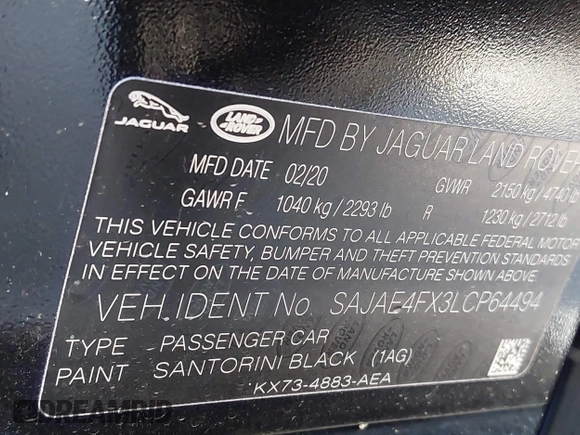 JAGUAR
LAND ROVER
MFD BY JAGUAR LAND ROVER
MFD DATE 02/20 GVWR 2150 kg / 4740 lb
GAWR F 1040 kg / 2293 lb R 1230 kg / 2712 lb
THIS VEHICLE CONFORMS TO ALL APPLICABLE FEDERAL MOTOR
VEHICLE SAFETY, BUMPER AND THEFT PREVENTION STANDARDS
IN EFFECT ON THE DATE OF MANUFACTURE SHOWN ABOVE
VEH. IDENT No SAJAE4FX3LCP64494
TYPE PASSENGER CAR
PAINT SANTORINI BLACK (1AG)
KX73-4883-AEA
DREAMBID